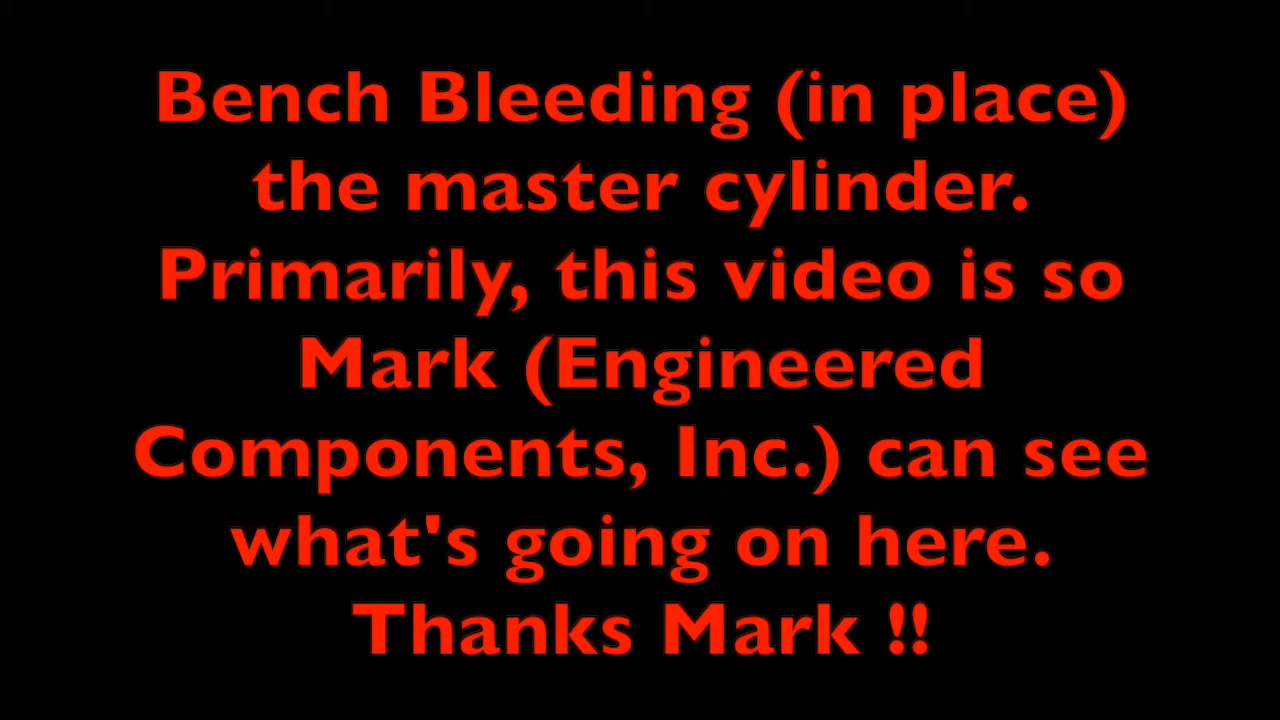 Bench Bleeding (in place)
the master cylinder.
Primarily, this video is so
Mark (Engineered
Components, Inc.) can see
what's going on here.
Thanks Mark !!